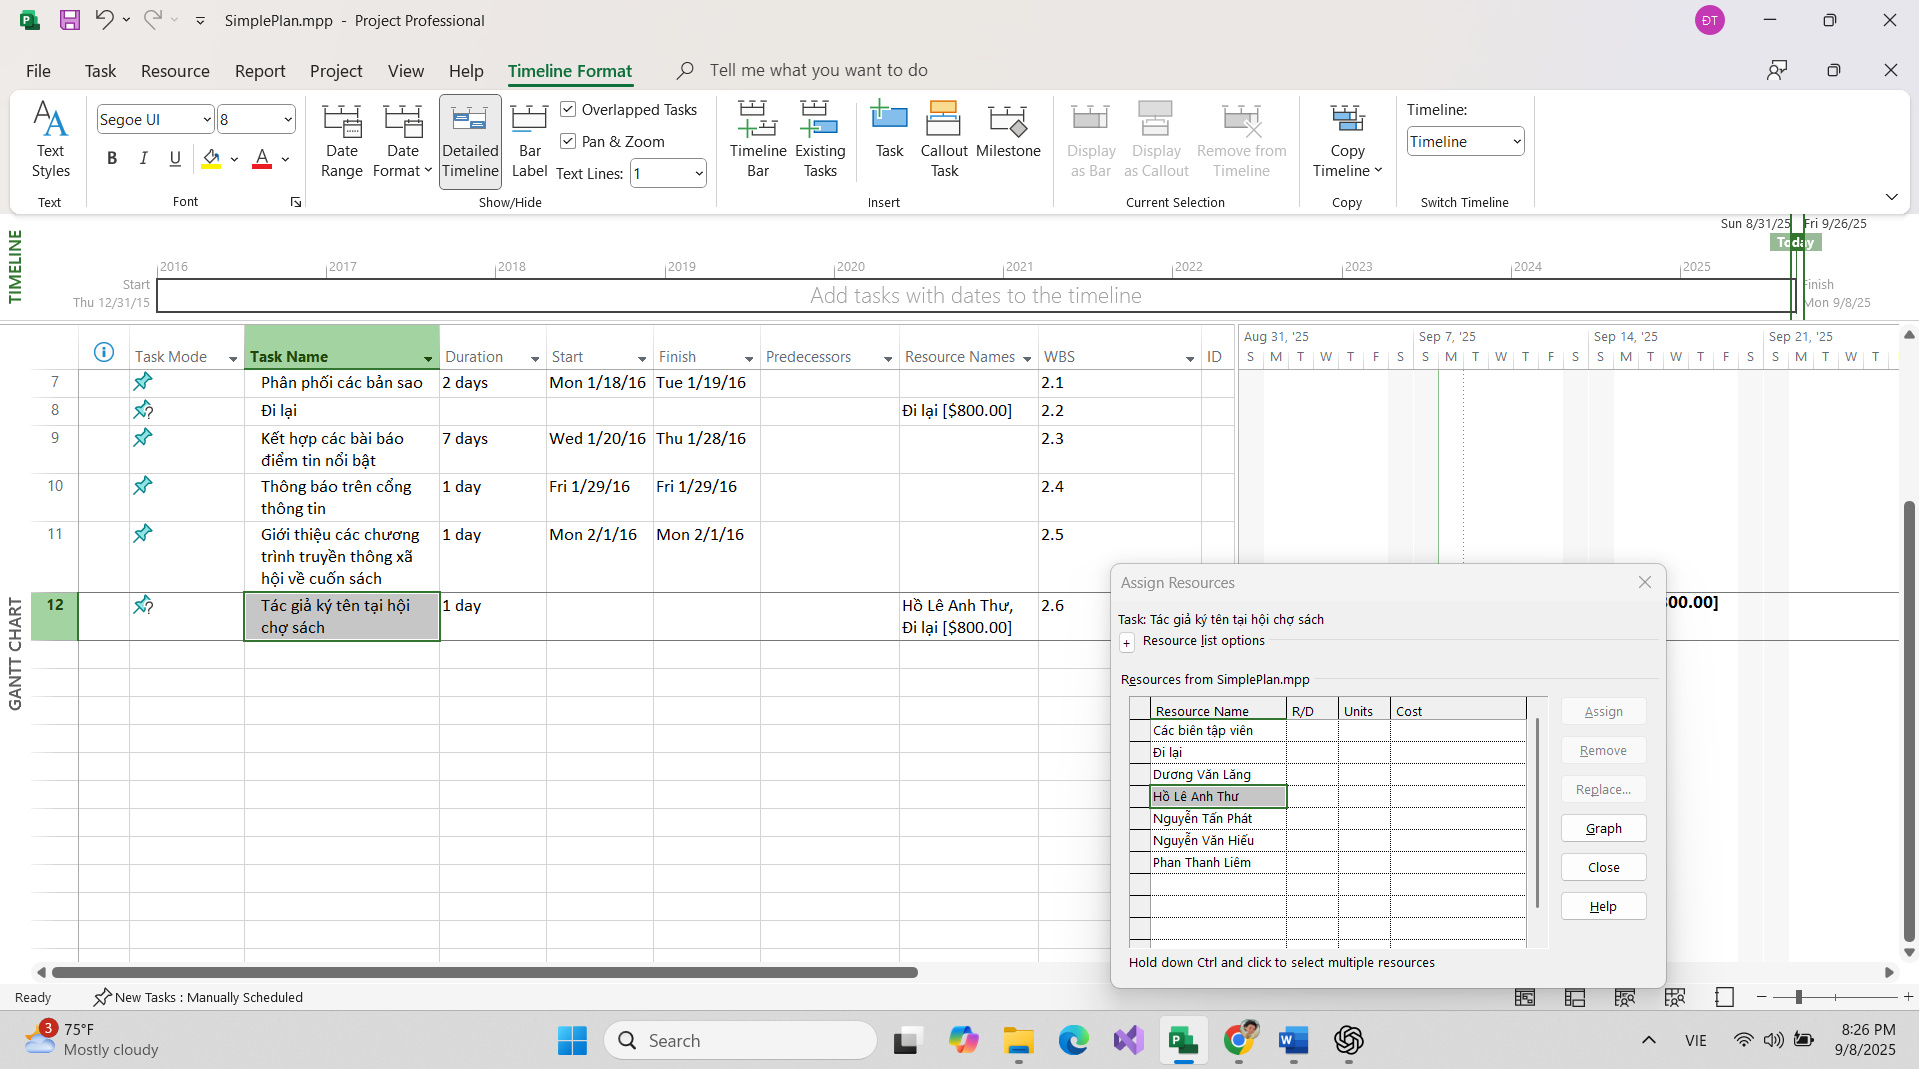 SimplePlan.mpp - Project Professional
ĐT
File Task Resource Report Project View Help Timeline Format Tell me what you want to do
Text Styles
Text
Segoe UI 8
B I U A
Font
Date Range
Date Format
Detailed Timeline
Bar Label
Overlapped Tasks
Pan & Zoom
Text Lines: 1
Show/Hide
Timeline Bar
Existing Tasks
Task
Callout Task
Milestone
Insert
Display as Bar
Display as Callout
Remove from Timeline
Current Selection
Copy Timeline
Copy
Timeline:
Timeline
Switch Timeline
TIMELINE
Sun 8/31/25 Fri 9/26/25
Today
2016 2017 2018 2019 2020 2021 2022 2023 2024 2025
Start
Thu 12/31/15
Add tasks with dates to the timeline
Finish
Mon 9/8/25
GANTT CHART
Task Mode Task Name Duration Start Finish Predecessors Resource Names WBS ID
Aug 31, '25 Sep 7, '25 Sep 14, '25 Sep 21, '25
S M T W T F S S M T W T F S S M T W T F S S M T W T
7 Phân phối các bản sao 2 days Mon 1/18/16 Tue 1/19/16 2.1
8 Đi lại Đi lại [$800.00] 2.2
9 Kết hợp các bài báo 7 days Wed 1/20/16 Thu 1/28/16 2.3
điểm tin nổi bật
10 Thông báo trên cổng 1 day Fri 1/29/16 Fri 1/29/16 2.4
thông tin
11 Giới thiệu các chương 1 day Mon 2/1/16 Mon 2/1/16 2.5
trình truyền thông xã
hội về cuốn sách
12 Tác giả ký tên tại hội 1 day Hồ Lê Anh Thư, 2.6
chợ sách Đi lại [$800.00]
00.00]
Assign Resources
Task: Tác giả ký tên tại hội chợ sách
+ Resource list options
Resources from SimplePlan.mpp
Resource Name R/D Units Cost
Các biên tập viên
Đi lại
Dương Văn Lăng
Hồ Lê Anh Thư
Nguyễn Tấn Phát
Nguyễn Văn Hiếu
Phan Thanh Liêm
Assign
Remove
Replace...
Graph
Close
Help
Hold down Ctrl and click to select multiple resources
Ready New Tasks : Manually Scheduled
3
75°F
Mostly cloudy
Search
VIE
8:26 PM
9/8/2025